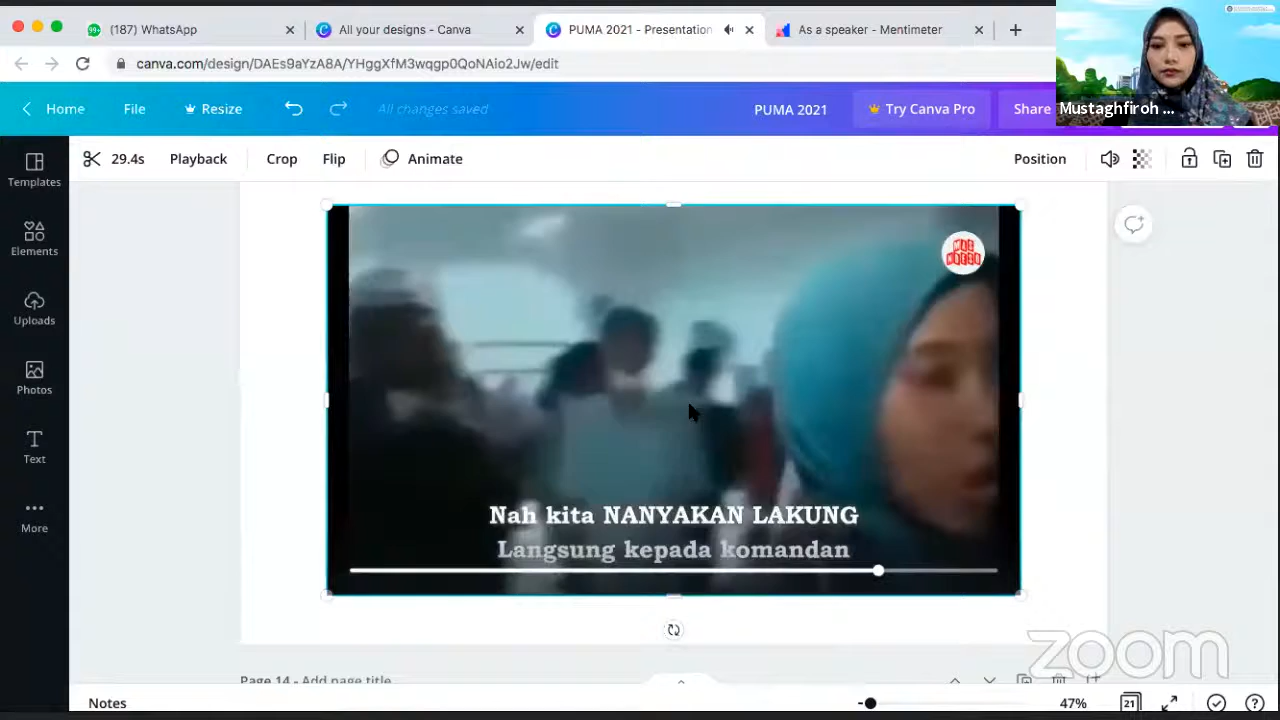 (187) WhatsApp
All your designs - Canva
PUMA 2021 - Presentation
As a speaker - Mentimeter
canva.com/design/DAEs9aYzA8A/YHggXfM3wqgp0QoNAio2Jw/edit
Home
File
Resize
All changes saved
PUMA 2021
Try Canva Pro
Share
Mustaghfiroh ...
29.4s
Playback
Crop
Flip
Animate
Position
Templates
Elements
Uploads
Photos
Text
More
Nah kita NANYAKAN LAKUNG
Langsung kepada komandan
Page 14 - Add page title
zoom
Notes
47%
21